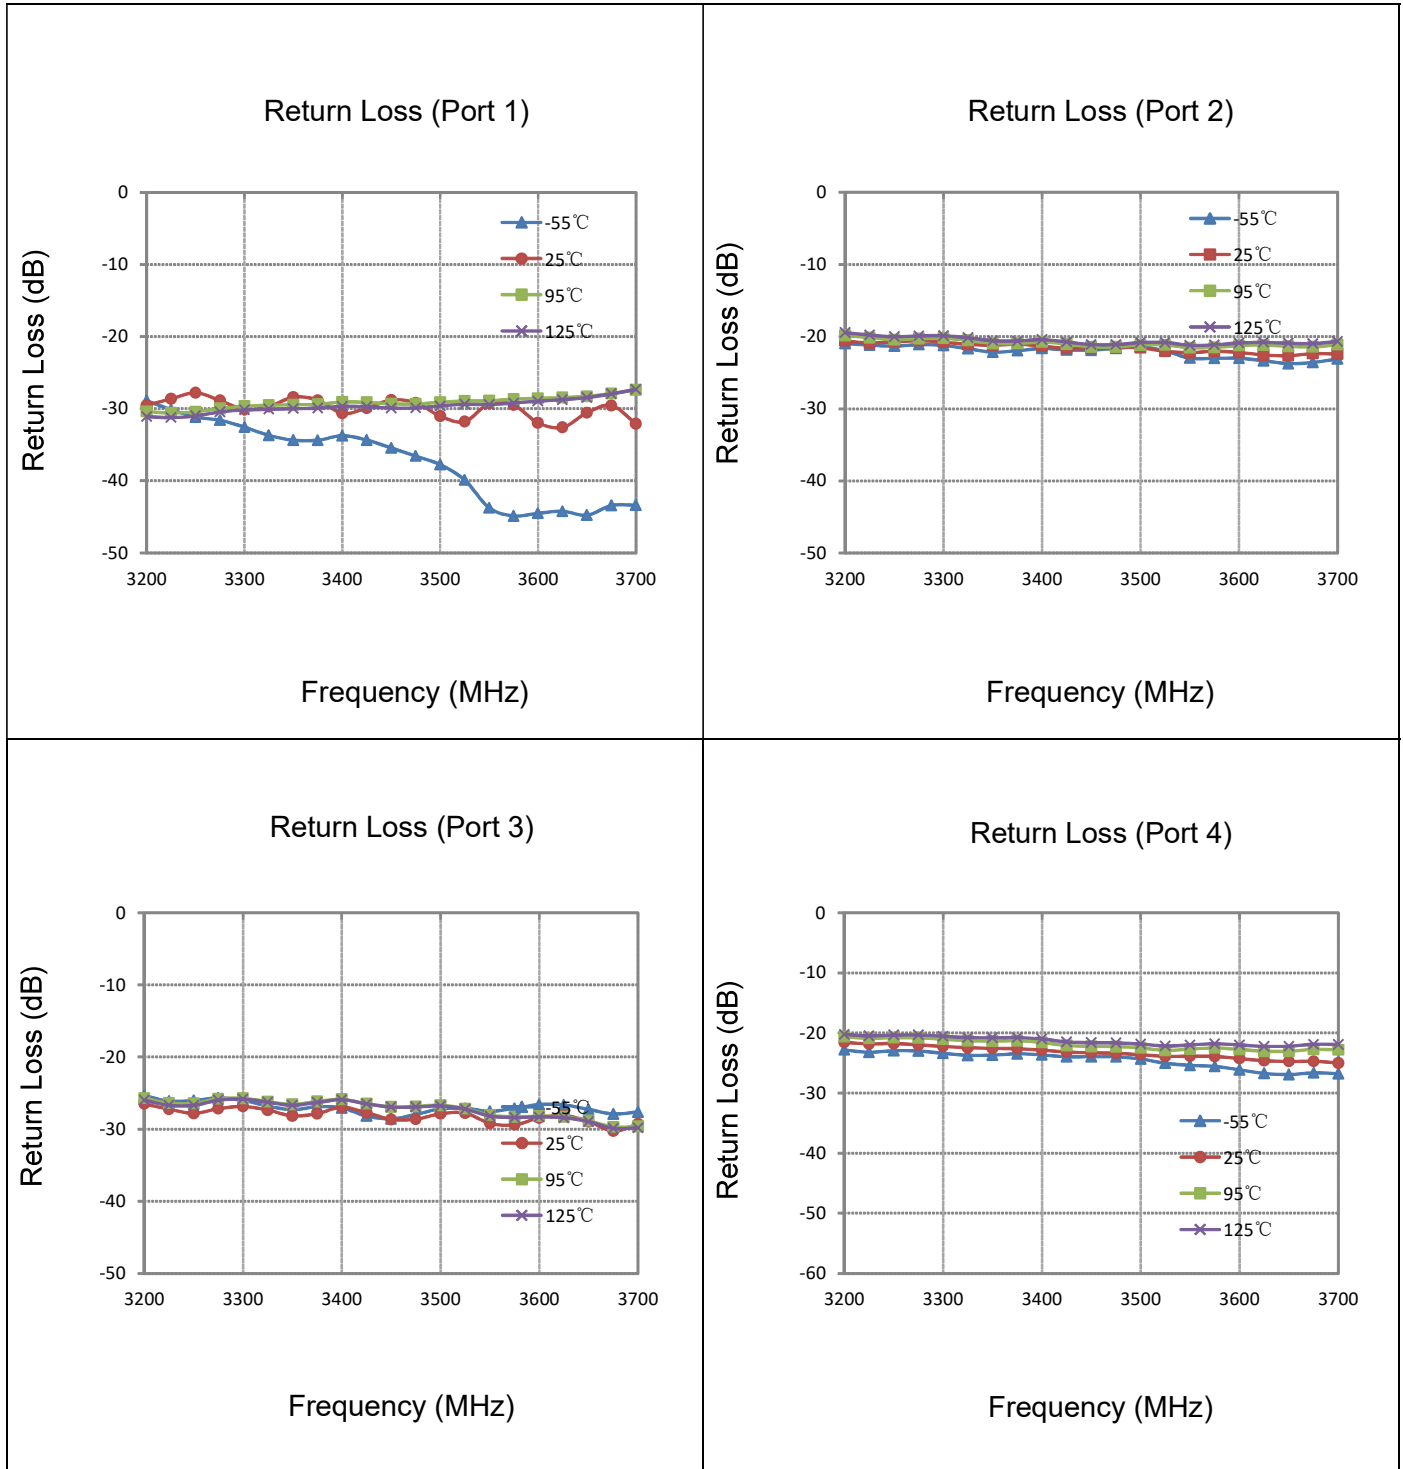 Return Loss (Port 1)
Return Loss (dB)
0
-10
-20
-30
-40
-50
-55℃
25℃
95℃
125℃
3200 3300 3400 3500 3600 3700
Frequency (MHz)
Return Loss (Port 2)
Return Loss (dB)
0
-10
-20
-30
-40
-50
-55℃
25℃
95℃
125℃
3200 3300 3400 3500 3600 3700
Frequency (MHz)
Return Loss (Port 3)
Return Loss (dB)
0
-10
-20
-30
-40
-50
-55℃
25℃
95℃
125℃
3200 3300 3400 3500 3600 3700
Frequency (MHz)
Return Loss (Port 4)
Return Loss (dB)
0
-10
-20
-30
-40
-50
-60
-55℃
25℃
95℃
125℃
3200 3300 3400 3500 3600 3700
Frequency (MHz)